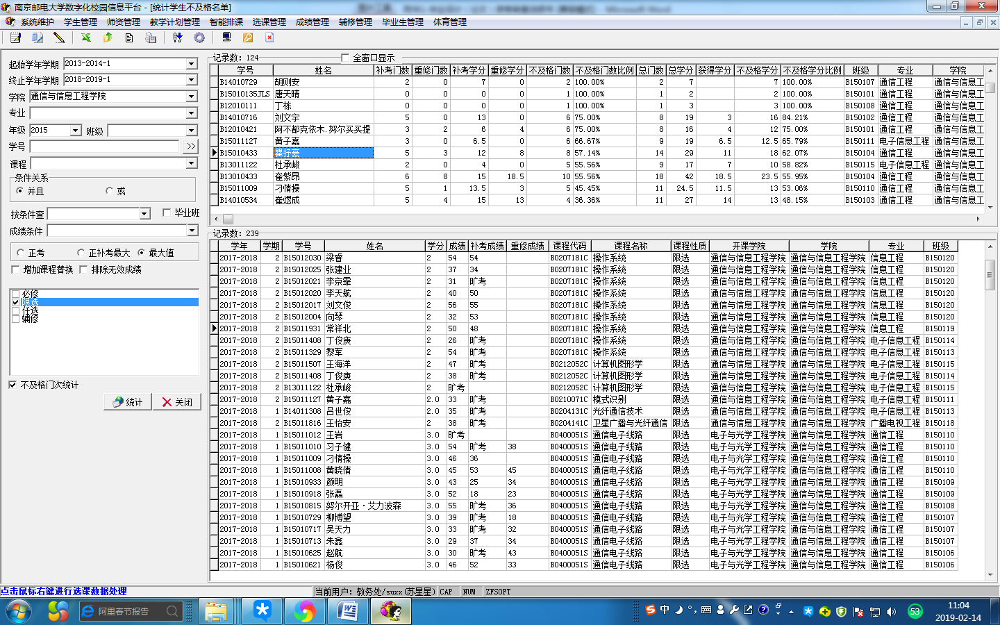 南京邮电大学数字化校园信息平台 - [统计学生不及格名单]
系统维护 学生管理 师资管理 教学计划管理 智能排课 选课管理 成绩管理 辅修管理 毕业生管理 体育管理
起始学年学期 2013-2014-1
终止学年学期 2018-2019-1
学院 通信与信息工程学院
专业
年级 2015 班级
学号 >>
课程
条件关系
并且 或
按条件查 毕业班
成绩条件
正考 正补考最大 最大值
增加课程替换 排除无效成绩
必修
限选
任选
辅修
不及格门次统计
统计 关闭
记录数: 124 全窗口显示
学号 姓名 补考门数 重修门数 补考学分 重修学分 不及格门数 不及格门数比例 总门数 总学分 获得学分 不及格学分 不及格学分比例 班级 专业 学院
B14010729 胡则安 2 0 7 0 2 100.00% 2 7 7 100.00% B150107 通信工程 通信与信息工
B15010135JLS 唐天晴 0 0 0 0 1 100.00% 1 2 2 100.00% B150101 通信工程 通信与信息工
B12010111 丁栋 0 0 0 0 1 100.00% 1 3 3 100.00% B150108 通信工程 通信与信息工
B14010716 刘文宇 5 0 13 0 6 75.00% 8 19 3 16 84.21% B150102 通信工程 通信与信息工
B12010421 阿不都克依木.努尔买买提 3 2 6 4 6 75.00% 8 16 4 12 75.00% B150101 通信工程 通信与信息工
B15011127 黄子嘉 3 0 6.5 0 6 66.67% 9 19 6.5 12.5 65.79% B150111 电子信息工程 通信与信息工
B15010433 瞿抒豪 5 3 12 8 8 57.14% 14 29 11 18 62.07% B150104 通信工程 通信与信息工
B13011122 杜承峻 2 0 4 0 5 55.56% 9 17 7 10 58.82% B150115 电子信息工程 通信与信息工
B13010433 崔紫昂 6 8 15 18.5 10 55.56% 18 42 18.5 23.5 55.95% B150104 通信工程 通信与信息工
B15011009 刁情操 5 1 13.5 3 5 45.45% 11 24.5 11.5 13 53.06% B150110 通信工程 通信与信息工
B14010534 崔煜成 5 4 15 13 4 36.36% 11 27 14 13 48.15% B150103 通信工程 通信与信息工
记录数: 239
学年 学期 学号 姓名 学分 成绩 补考成绩 重修成绩 课程代码 课程名称 课程性质 开课学院 学院 专业 班级
2017-2018 2 B15012030 梁睿 2 54 54 B0207181C 操作系统 限选 通信与信息工程学院 通信与信息工程学院 信息工程 B150120
2017-2018 2 B15012025 张建业 2 37 34 B0207181C 操作系统 限选 通信与信息工程学院 通信与信息工程学院 信息工程 B150120
2017-2018 2 B15012021 李京霏 2 31 旷考 B0207181C 操作系统 限选 通信与信息工程学院 通信与信息工程学院 信息工程 B150120
2017-2018 2 B15012020 李天航 2 40 50 B0207181C 操作系统 限选 通信与信息工程学院 通信与信息工程学院 信息工程 B150120
2017-2018 2 B15012017 刘文俊 2 56 55 B0207181C 操作系统 限选 通信与信息工程学院 通信与信息工程学院 信息工程 B150120
2017-2018 2 B15012004 向琴 2 32 53 B0207181C 操作系统 限选 通信与信息工程学院 通信与信息工程学院 信息工程 B150120
2017-2018 2 B15011931 常祥北 2 50 48 B0207181C 操作系统 限选 通信与信息工程学院 通信与信息工程学院 信息工程 B150119
2017-2018 2 B15011408 丁俊庚 2 26 旷考 B0207181C 操作系统 限选 通信与信息工程学院 通信与信息工程学院 电子信息工程 B150114
2017-2018 2 B15011329 黎军 2 54 旷考 B0207181C 操作系统 限选 通信与信息工程学院 通信与信息工程学院 电子信息工程 B150113
2017-2018 2 B15011507 王海洋 2 47 旷考 B0212052C 计算机图形学 限选 通信与信息工程学院 通信与信息工程学院 电子信息工程 B150115
2017-2018 2 B15011408 丁俊庚 2 38 旷考 B0212052C 计算机图形学 限选 通信与信息工程学院 通信与信息工程学院 电子信息工程 B150114
2017-2018 2 B13011122 杜承峻 2 旷考 B0212052C 计算机图形学 限选 通信与信息工程学院 通信与信息工程学院 电子信息工程 B150115
2017-2018 2 B15011127 黄子嘉 2.0 33 旷考 B0210071C 模式识别 限选 通信与信息工程学院 通信与信息工程学院 电子信息工程 B150111
2017-2018 1 B14011308 吕世俊 2.0 35 旷考 B0204131C 光纤通信技术 限选 通信与信息工程学院 通信与信息工程学院 电子信息工程 B150113
2017-2018 2 B15011816 王怡安 2 38 旷考 B0204141C 卫星广播与光纤通信 限选 通信与信息工程学院 通信与信息工程学院 广播电视工程 B150118
2017-2018 1 B15011012 王岩 3.0 旷考 B0400051S 通信电子线路 限选 电子与光学工程学院 通信与信息工程学院 通信工程 B150110
2017-2018 1 B15011010 习子健 3.0 54 旷考 38 B0400051S 通信电子线路 限选 电子与光学工程学院 通信与信息工程学院 通信工程 B150110
2017-2018 1 B15011009 刁情操 3.0 46 36 B0400051S 通信电子线路 限选 电子与光学工程学院 通信与信息工程学院 通信工程 B150110
2017-2018 1 B15011008 黄晓倩 3.0 45 53 45 B0400051S 通信电子线路 限选 电子与光学工程学院 通信与信息工程学院 通信工程 B150110
2017-2018 1 B15010933 颜明 3.0 43 25 34 B0400051S 通信电子线路 限选 电子与光学工程学院 通信与信息工程学院 通信工程 B150109
2017-2018 1 B15010918 张磊 3.0 52 18 23 B0400051S 通信电子线路 限选 电子与光学工程学院 通信与信息工程学院 通信工程 B150109
2017-2018 1 B15010815 努尔开亚·艾力波森 3.0 55 旷考 36 B0400051S 通信电子线路 限选 电子与光学工程学院 通信与信息工程学院 通信工程 B150108
2017-2018 1 B15010729 柳博望 3.0 39 旷考 18 B0400051S 通信电子线路 限选 电子与光学工程学院 通信与信息工程学院 通信工程 B150107
2017-2018 1 B15010717 吴天力 3.0 33 旷考 32 B0400051S 通信电子线路 限选 电子与光学工程学院 通信与信息工程学院 通信工程 B150107
2017-2018 1 B15010713 朱鑫 3.0 29 37 34 B0400051S 通信电子线路 限选 电子与光学工程学院 通信与信息工程学院 通信工程 B150107
2017-2018 1 B15010625 赵航 3.0 30 旷考 43 B0400051S 通信电子线路 限选 电子与光学工程学院 通信与信息工程学院 通信工程 B150106
2017-2018 1 B15010621 杨俊 3.0 46 52 33 B0400051S 通信电子线路 限选 电子与光学工程学院 通信与信息工程学院 通信工程 B150106
点击鼠标右键进行选课数据处理 当前用户: 教务处/suxx(苏星星) CAP NUM ZFSOFT
阿里春节报告 中 53 11:04
2019-02-14